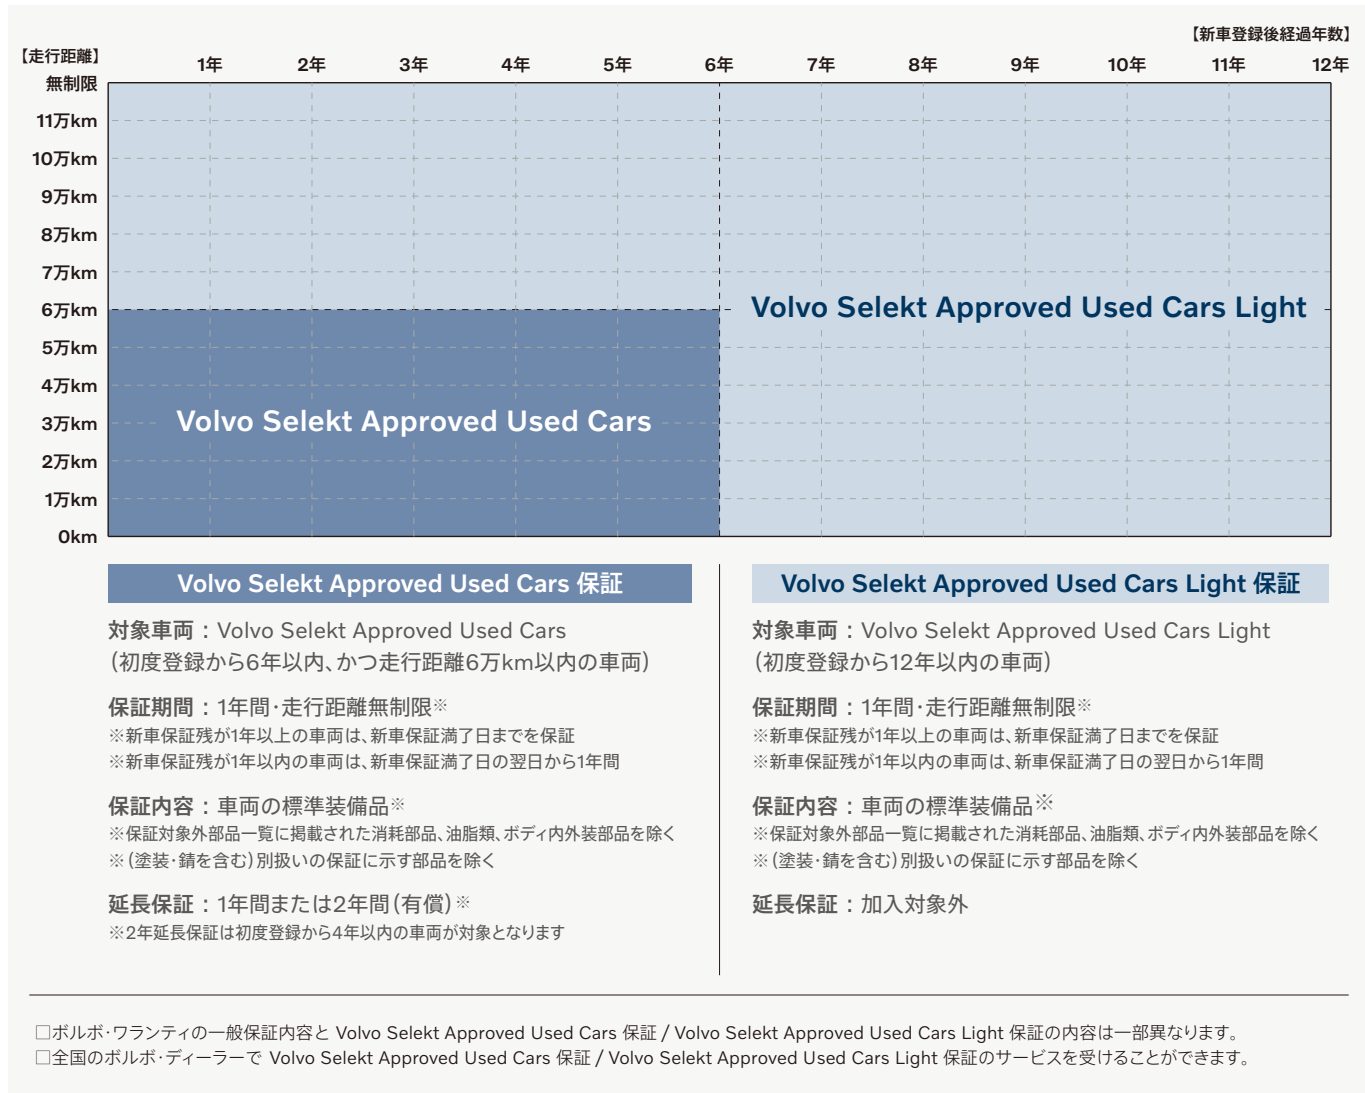 【新車登録後経過年数】
【走行距離】
1年 2年 3年 4年 5年 6年 7年 8年 9年 10年 11年 12年
無制限
11万km
10万km
9万km
8万km
7万km
6万km
Volvo Selekt Approved Used Cars Light
5万km
4万km
3万km
Volvo Selekt Approved Used Cars
2万km
1万km
0km
Volvo Selekt Approved Used Cars 保証
対象車両：Volvo Selekt Approved Used Cars
（初度登録から6年以内、かつ走行距離6万km以内の車両）
保証期間：1年間・走行距離無制限※
※新車保証残が1年以上の車両は、新車保証満了日までを保証
※新車保証残が1年以内の車両は、新車保証満了日の翌日から1年間
保証内容：車両の標準装備品※
※保証対象外部品一覧に掲載された消耗部品、油脂類、ボディ内外装部品を除く
※（塗装・錆を含む）別扱いの保証に示す部品を除く
延長保証：1年間または2年間（有償）※
※2年延長保証は初度登録から4年以内の車両が対象となります
Volvo Selekt Approved Used Cars Light 保証
対象車両：Volvo Selekt Approved Used Cars Light
（初度登録から12年以内の車両）
保証期間：1年間・走行距離無制限※
※新車保証残が1年以上の車両は、新車保証満了日までを保証
※新車保証残が1年以内の車両は、新車保証満了日の翌日から1年間
保証内容：車両の標準装備品※
※保証対象外部品一覧に掲載された消耗部品、油脂類、ボディ内外装部品を除く
※（塗装・錆を含む）別扱いの保証に示す部品を除く
延長保証：加入対象外
□ボルボ・ワランティの一般保証内容と Volvo Selekt Approved Used Cars 保証 / Volvo Selekt Approved Used Cars Light 保証の内容は一部異なります。
□全国のボルボ・ディーラーで Volvo Selekt Approved Used Cars 保証 / Volvo Selekt Approved Used Cars Light 保証のサービスを受けることができます。